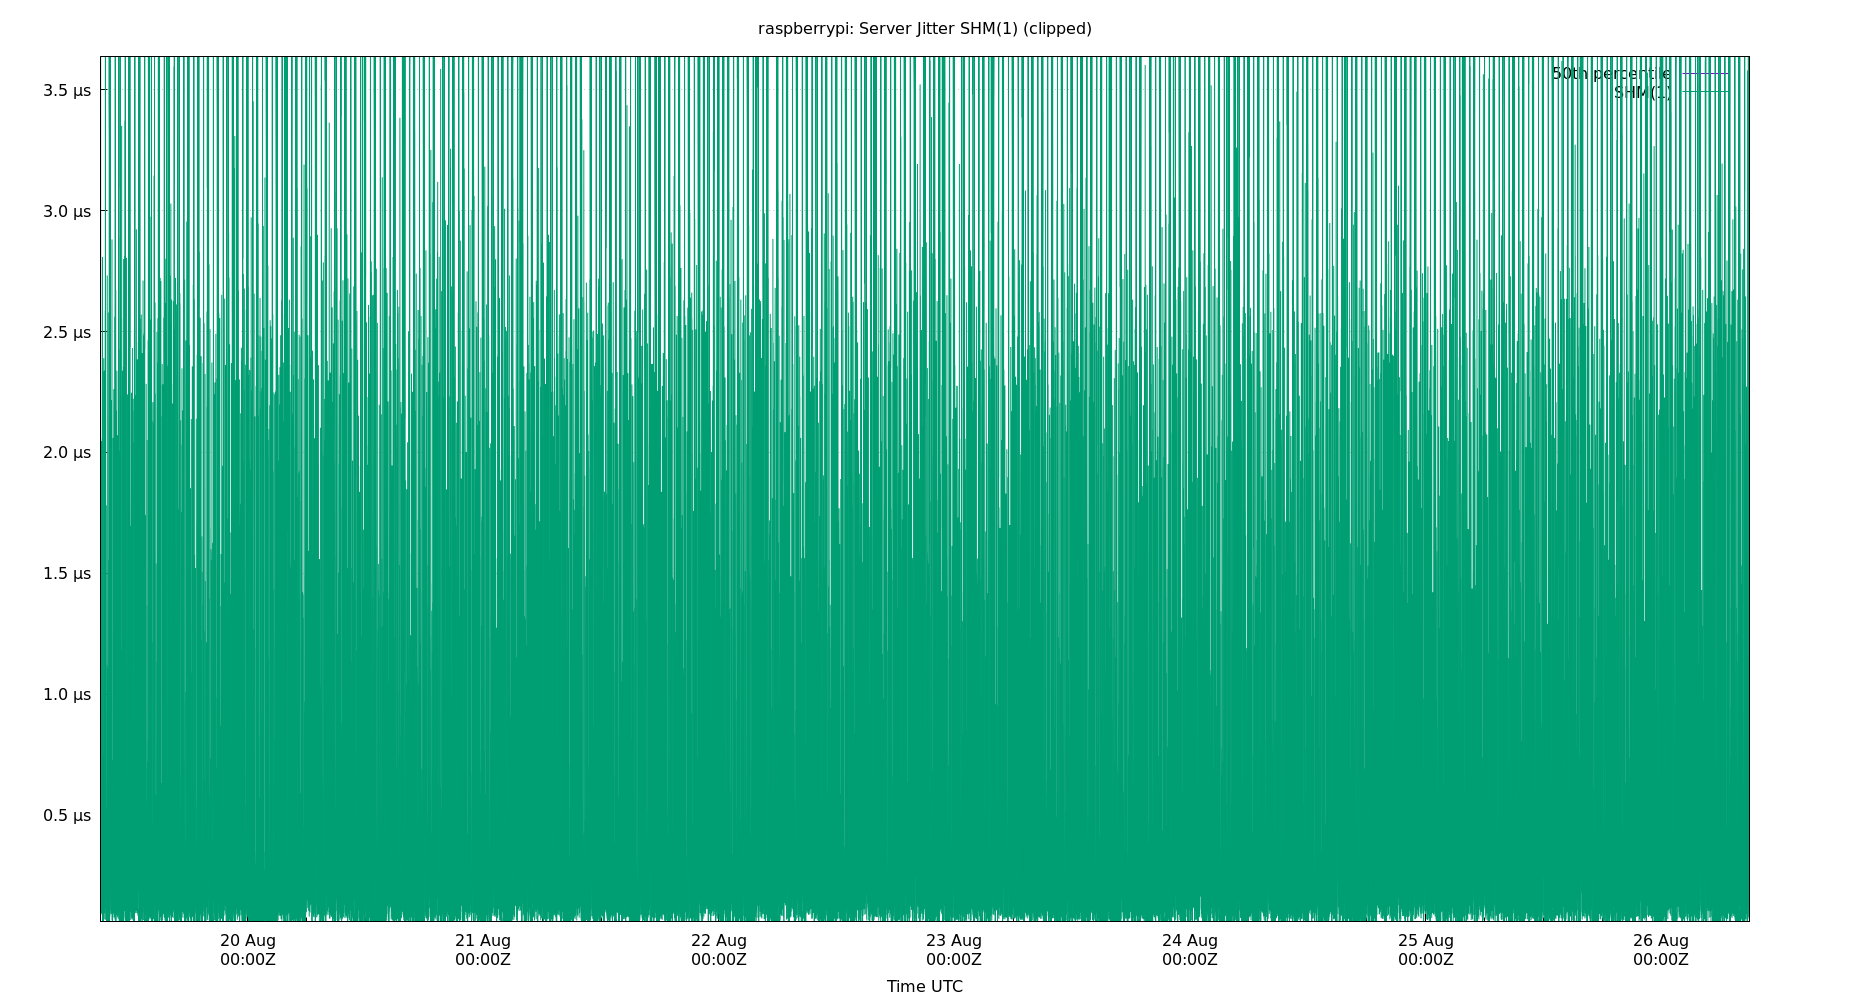 raspberrypi: Server Jitter SHM(1) (clipped)
50th percentile
SHM(1)
3.5 µs
3.0 µs
2.5 µs
2.0 µs
1.5 µs
1.0 µs
0.5 µs
20 Aug 21 Aug 22 Aug 23 Aug 24 Aug 25 Aug 26 Aug
00:00Z 00:00Z 00:00Z 00:00Z 00:00Z 00:00Z 00:00Z
Time UTC